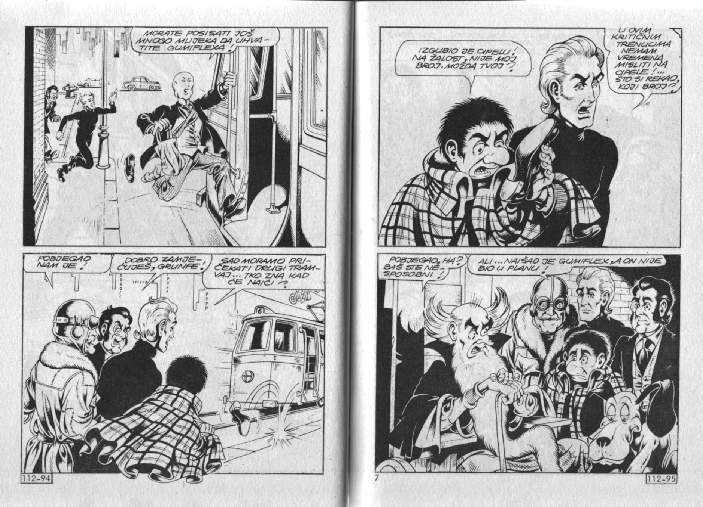 MORATE POSISATI JOŠ
MNOGO MLIJEKA DA UHVA-
TITE GUMIFLEXA!
POBJEGAO
NAM JE!
DOBRO ZAMJE-
ĆUJEŠ, GRUNFE!
SAD MORAMO PRI-
ČEKATI DRUGI TRAM-
VAJ... TKO ZNA KAD
ĆE NAIĆI?
112-94
IZGUBIO JE CIPELU!
NA ŽALOST, NIJE MOJ
BROJ. MOŽDA TVOJ?
U OVIM
KRITIČNIM
TRENUCIMA
NEMAM
VREMENA
MISLITI NA
CIPELE!...
ŠTO SI REKAO,
KOJI BROJ?
POBJEGAO, HA?
BAŠ STE NE-
SPOSOBNI!
ALI... NAIŠAO JE GUMIFLEX, A ON NIJE
BIO U PLANU!
7
112-95